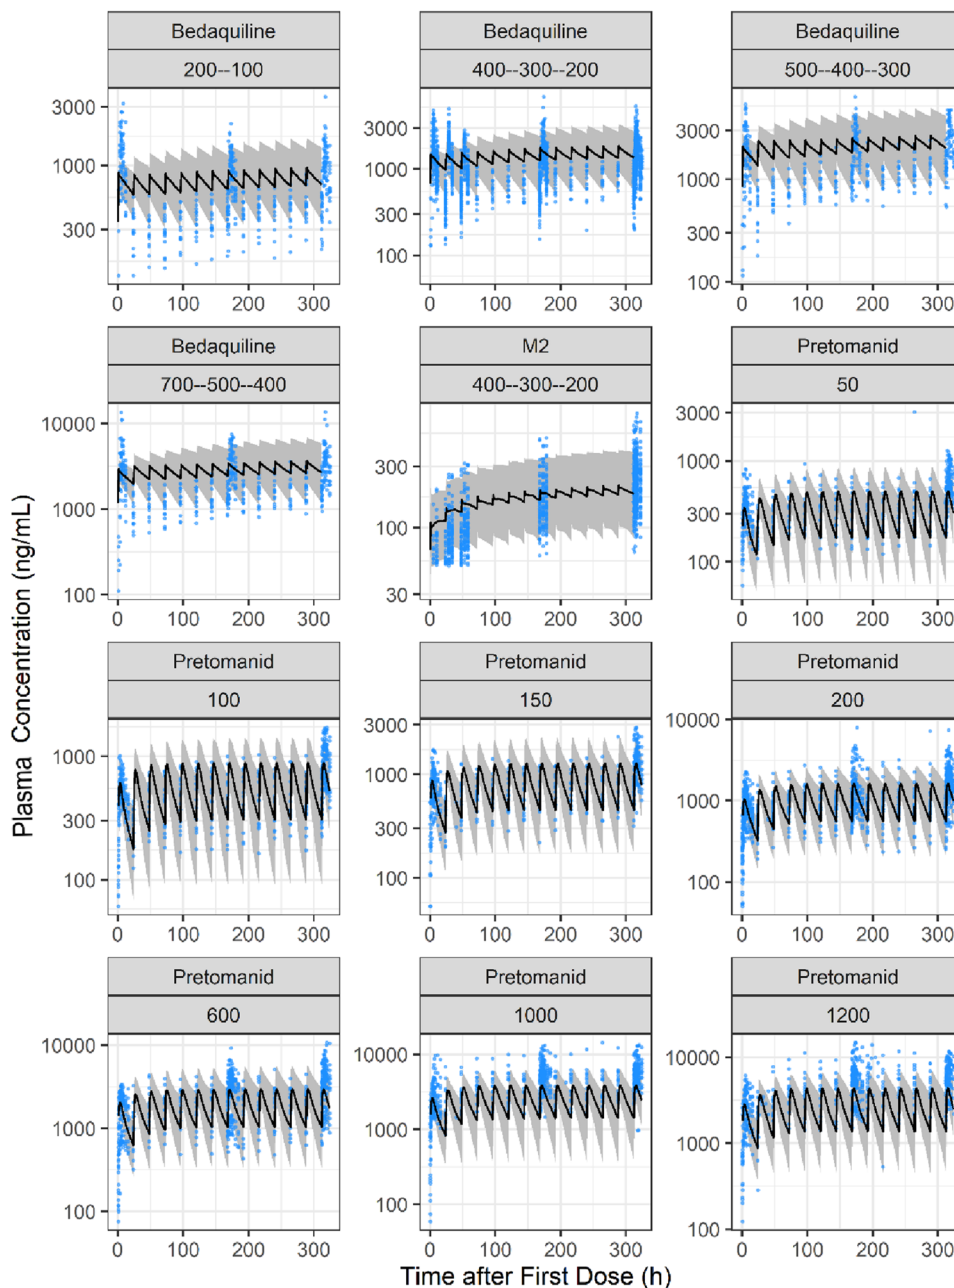 Bedaquiline Bedaquiline Bedaquiline
200--100 400--300--200 500--400--300
3000 3000 3000
1000 1000 1000
300 300 300
100 100
0 100 200 300 0 100 200 300 0 100 200 300
Bedaquiline M2 Pretomanid
700--500--400 400--300--200 50
10000 300 3000
1000 100 1000
100 30 300
100
0 100 200 300 0 100 200 300 0 100 200 300
Plasma Concentration (ng/mL)
Pretomanid Pretomanid Pretomanid
100 150 200
1000 3000 10000
300 1000 1000
100 300 100
100
0 100 200 300 0 100 200 300 0 100 200 300
Pretomanid Pretomanid Pretomanid
600 1000 1200
10000 10000 10000
1000 1000 1000
100 100 100
0 100 200 300 0 100 200 300 0 100 200 300
Time after First Dose (h)